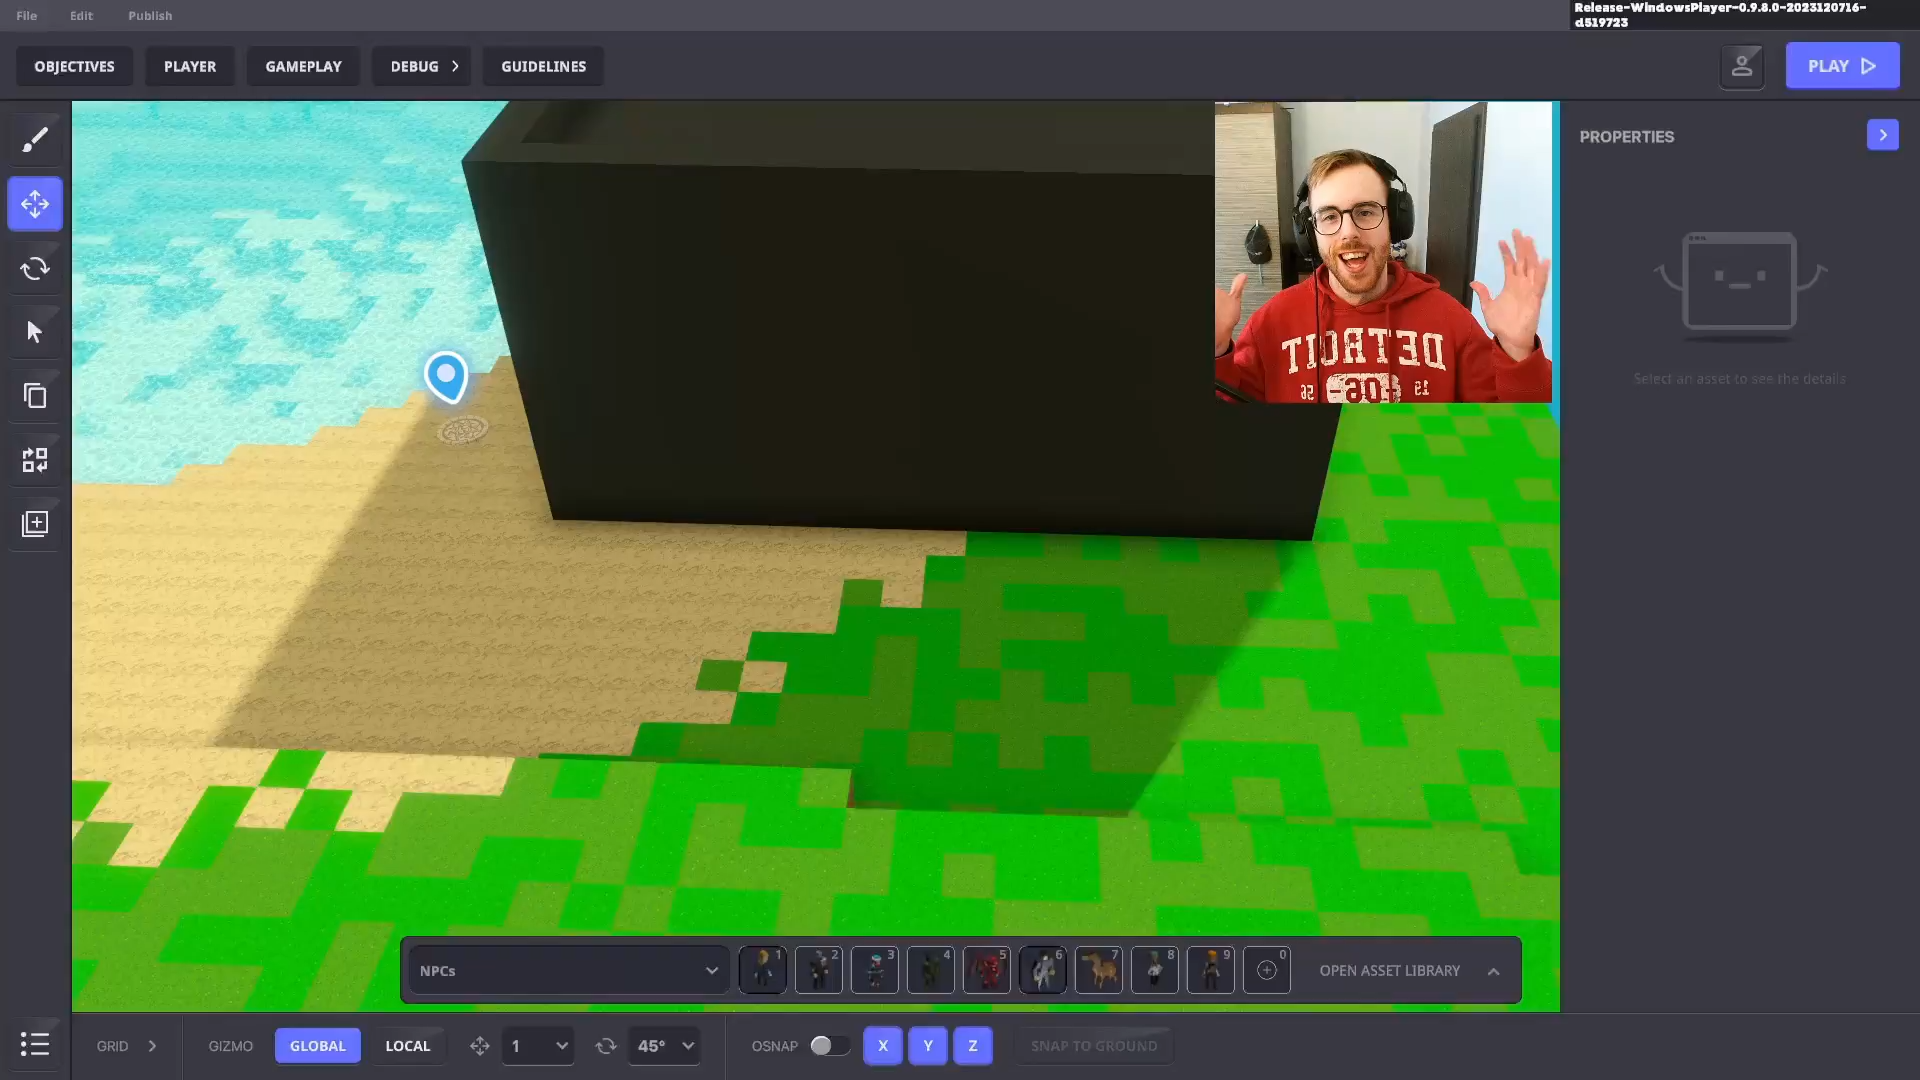 File Edit Publish
Release-WindowsPlayer-0.9.8.0-2023120716-
d519723
OBJECTIVES PLAYER GAMEPLAY DEBUG GUIDELINES
PLAY
PROPERTIES
DETROIT
Select an asset to see the details
NPCs
1 2 3 4 5 6 7 8 9 0
OPEN ASSET LIBRARY
GRID GIZMO GLOBAL LOCAL 1 45° OSNAP X Y Z SNAP TO GROUND